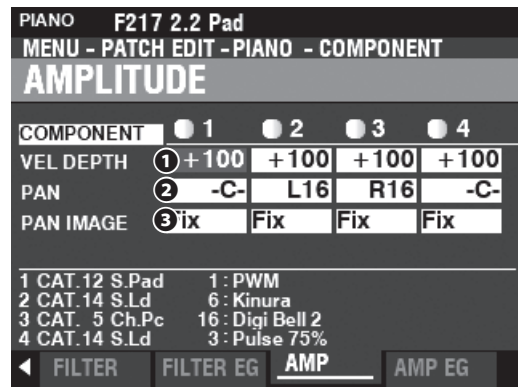 PIANO F217 2.2 Pad
MENU - PATCH EDIT - PIANO - COMPONENT
AMPLITUDE
COMPONENT 1 2 3 4
VEL DEPTH ❶ +100 +100 +100 +100
PAN ❷ -C- L16 R16 -C-
PAN IMAGE ❸ Fix Fix Fix Fix
1 CAT.12 S.Pad 1 : PWM
2 CAT.14 S.Ld 6 : Kinura
3 CAT. 5 Ch.Pc 16 : Digi Bell 2
4 CAT.14 S.Ld 3 : Pulse 75%
◀ FILTER FILTER EG AMP AMP EG